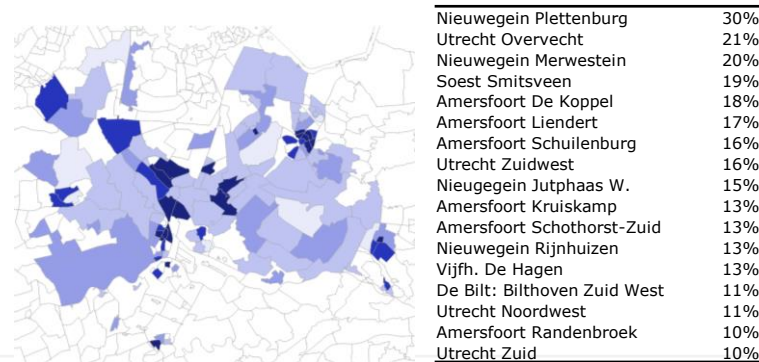 Nieuwegein Plettenburg 30%
Utrecht Overvecht 21%
Nieuwegein Merwestein 20%
Soest Smitsveen 19%
Amersfoort De Koppel 18%
Amersfoort Liendert 17%
Amersfoort Schuilenburg 16%
Utrecht Zuidwest 16%
Nieugegein Jutphaas W. 15%
Amersfoort Kruiskamp 13%
Amersfoort Schothorst-Zuid 13%
Nieuwegein Rijnhuizen 13%
Vijfh. De Hagen 13%
De Bilt: Bilthoven Zuid West 11%
Utrecht Noordwest 11%
Amersfoort Randenbroek 10%
Utrecht Zuid 10%